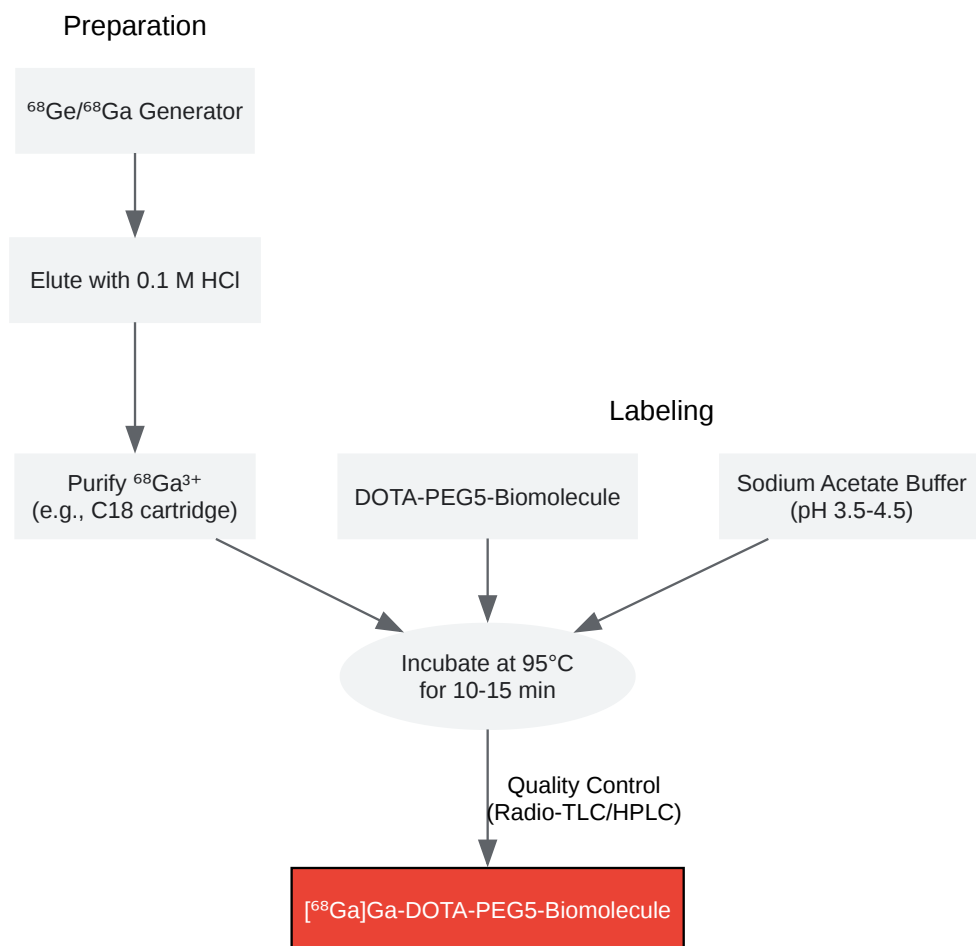 Preparation
⁶⁸Ge/⁶⁸Ga Generator
Elute with 0.1 M HCl
Labeling
Purify ⁶⁸Ga³⁺
(e.g., C18 cartridge)
DOTA-PEG5-Biomolecule
Sodium Acetate Buffer
(pH 3.5-4.5)
Incubate at 95°C
for 10-15 min
Quality Control
(Radio-TLC/HPLC)
[⁶⁸Ga]Ga-DOTA-PEG5-Biomolecule